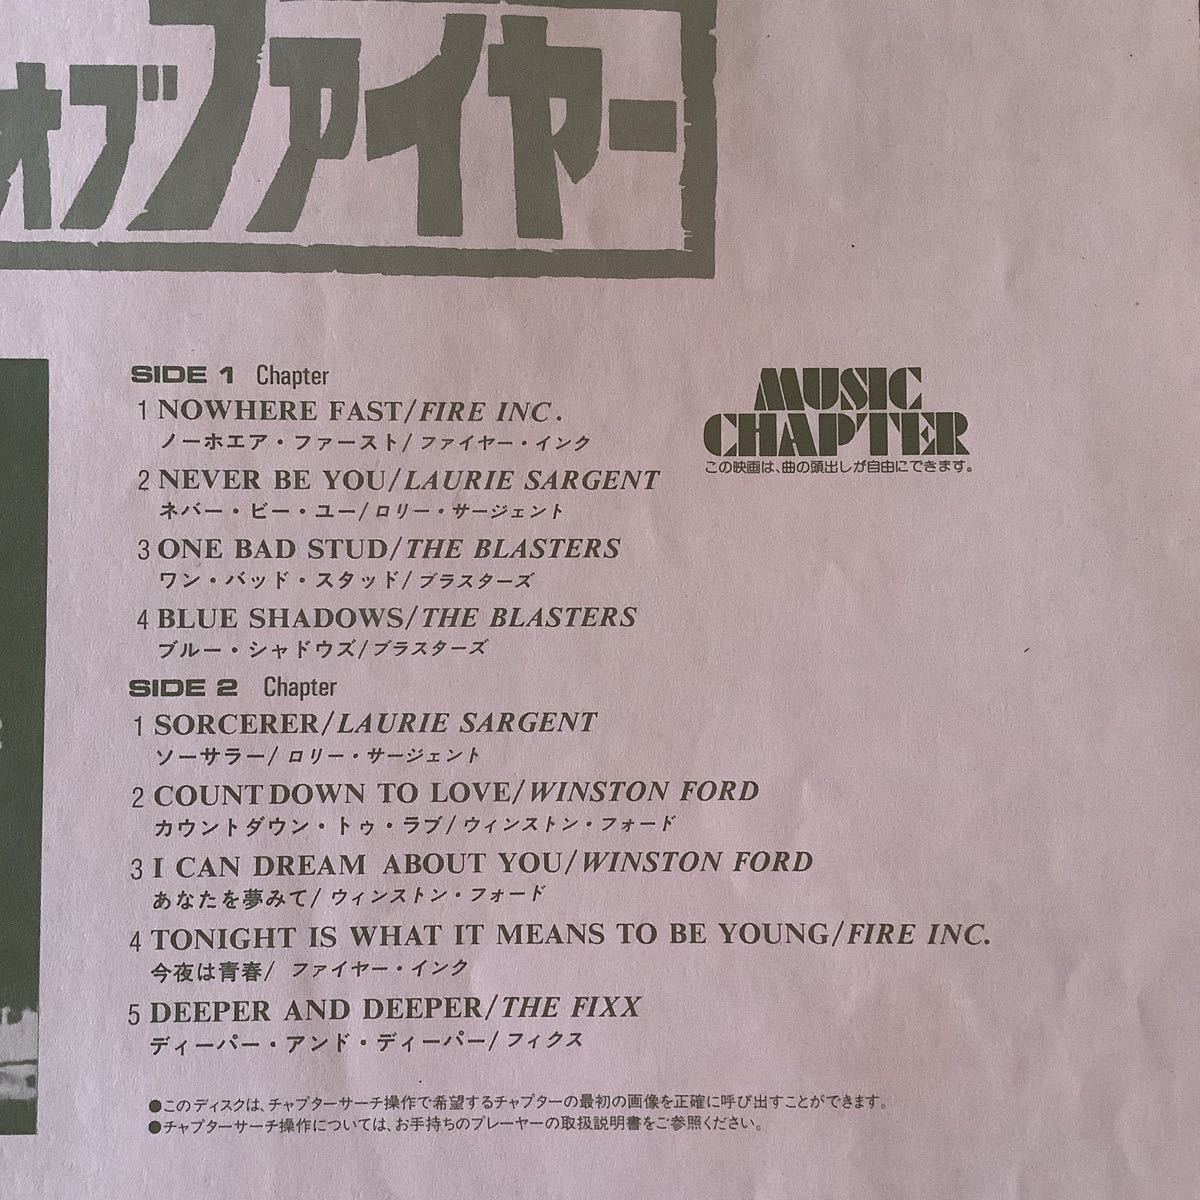 オブファイヤー
SIDE 1 Chapter
1 NOWHERE FAST/FIRE INC.
ノーホエア・ファースト/ファイヤー・インク
2 NEVER BE YOU/LAURIE SARGENT
ネバー・ビー・ユー/ロリー・サージェント
3 ONE BAD STUD/THE BLASTERS
ワン・バッド・スタッド/ブラスターズ
4 BLUE SHADOWS/THE BLASTERS
ブルー・シャドウズ/ブラスターズ
MUSIC
CHAPTER
この映画は、曲の頭出しが自由にできます。
SIDE 2 Chapter
1 SORCERER/LAURIE SARGENT
ソーサラー/ロリー・サージェント
2 COUNTDOWN TO LOVE/WINSTON FORD
カウントダウン・トゥ・ラブ/ウィンストン・フォード
3 I CAN DREAM ABOUT YOU/WINSTON FORD
あなたを夢みて/ウィンストン・フォード
4 TONIGHT IS WHAT IT MEANS TO BE YOUNG/FIRE INC.
今夜は青春/ファイヤー・インク
5 DEEPER AND DEEPER/THE FIXX
ディーパー・アンド・ディーパー/フィクス
●このディスクは、チャプターサーチ操作で希望するチャプターの最初の画像を正確に呼び出すことができます。
●チャプターサーチ操作については、お手持ちのプレーヤーの取扱説明書をご参照ください。